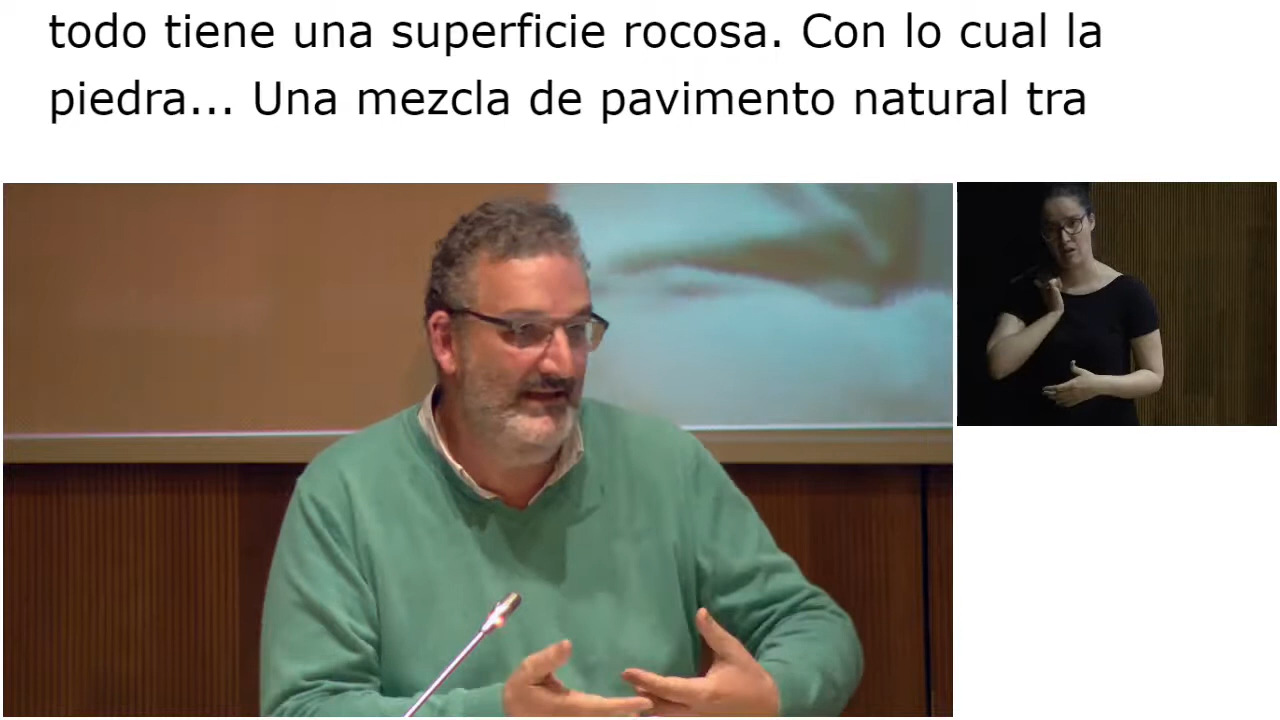 todo tiene una superficie rocosa. Con lo cual la
piedra... Una mezcla de pavimento natural tra